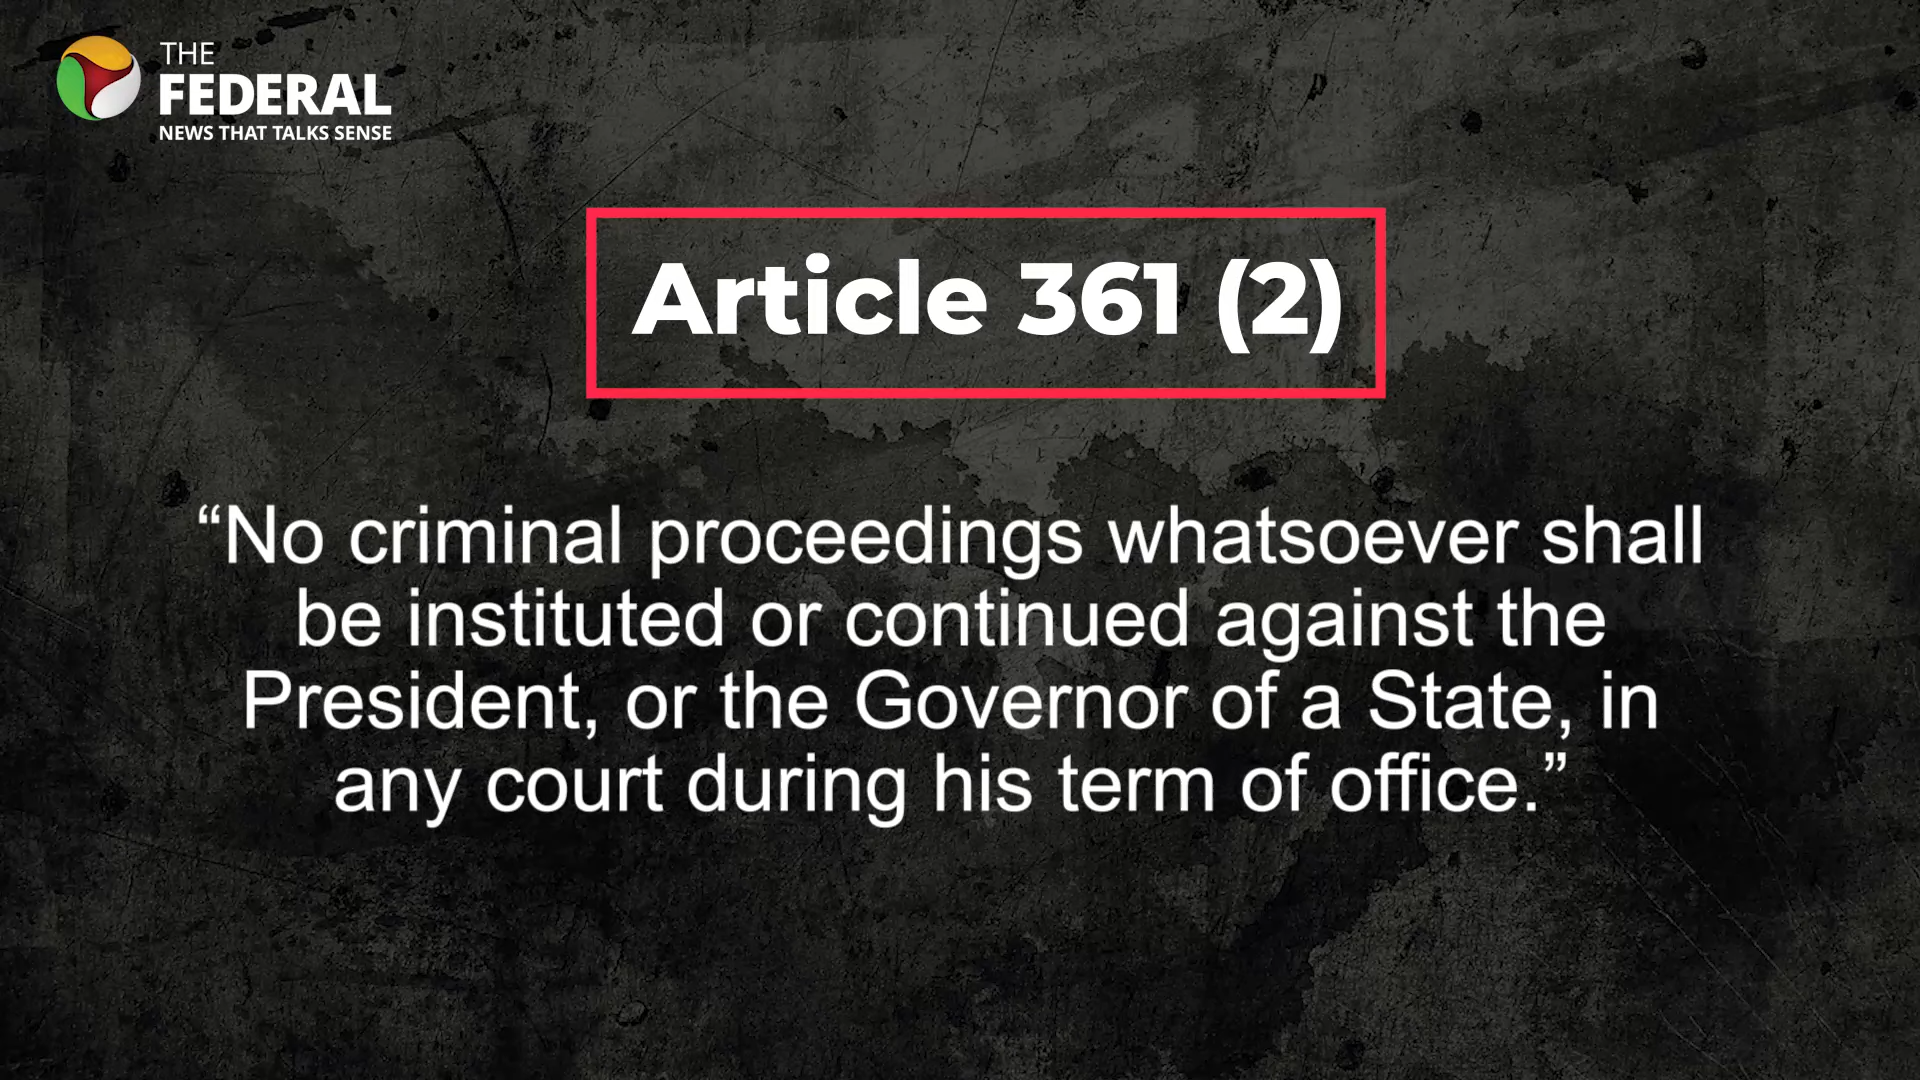 THE
FEDERAL
NEWS THAT TALKS SENSE
Article 361 (2)
“No criminal proceedings whatsoever shall
be instituted or continued against the
President, or the Governor of a State, in
any court during his term of office.”